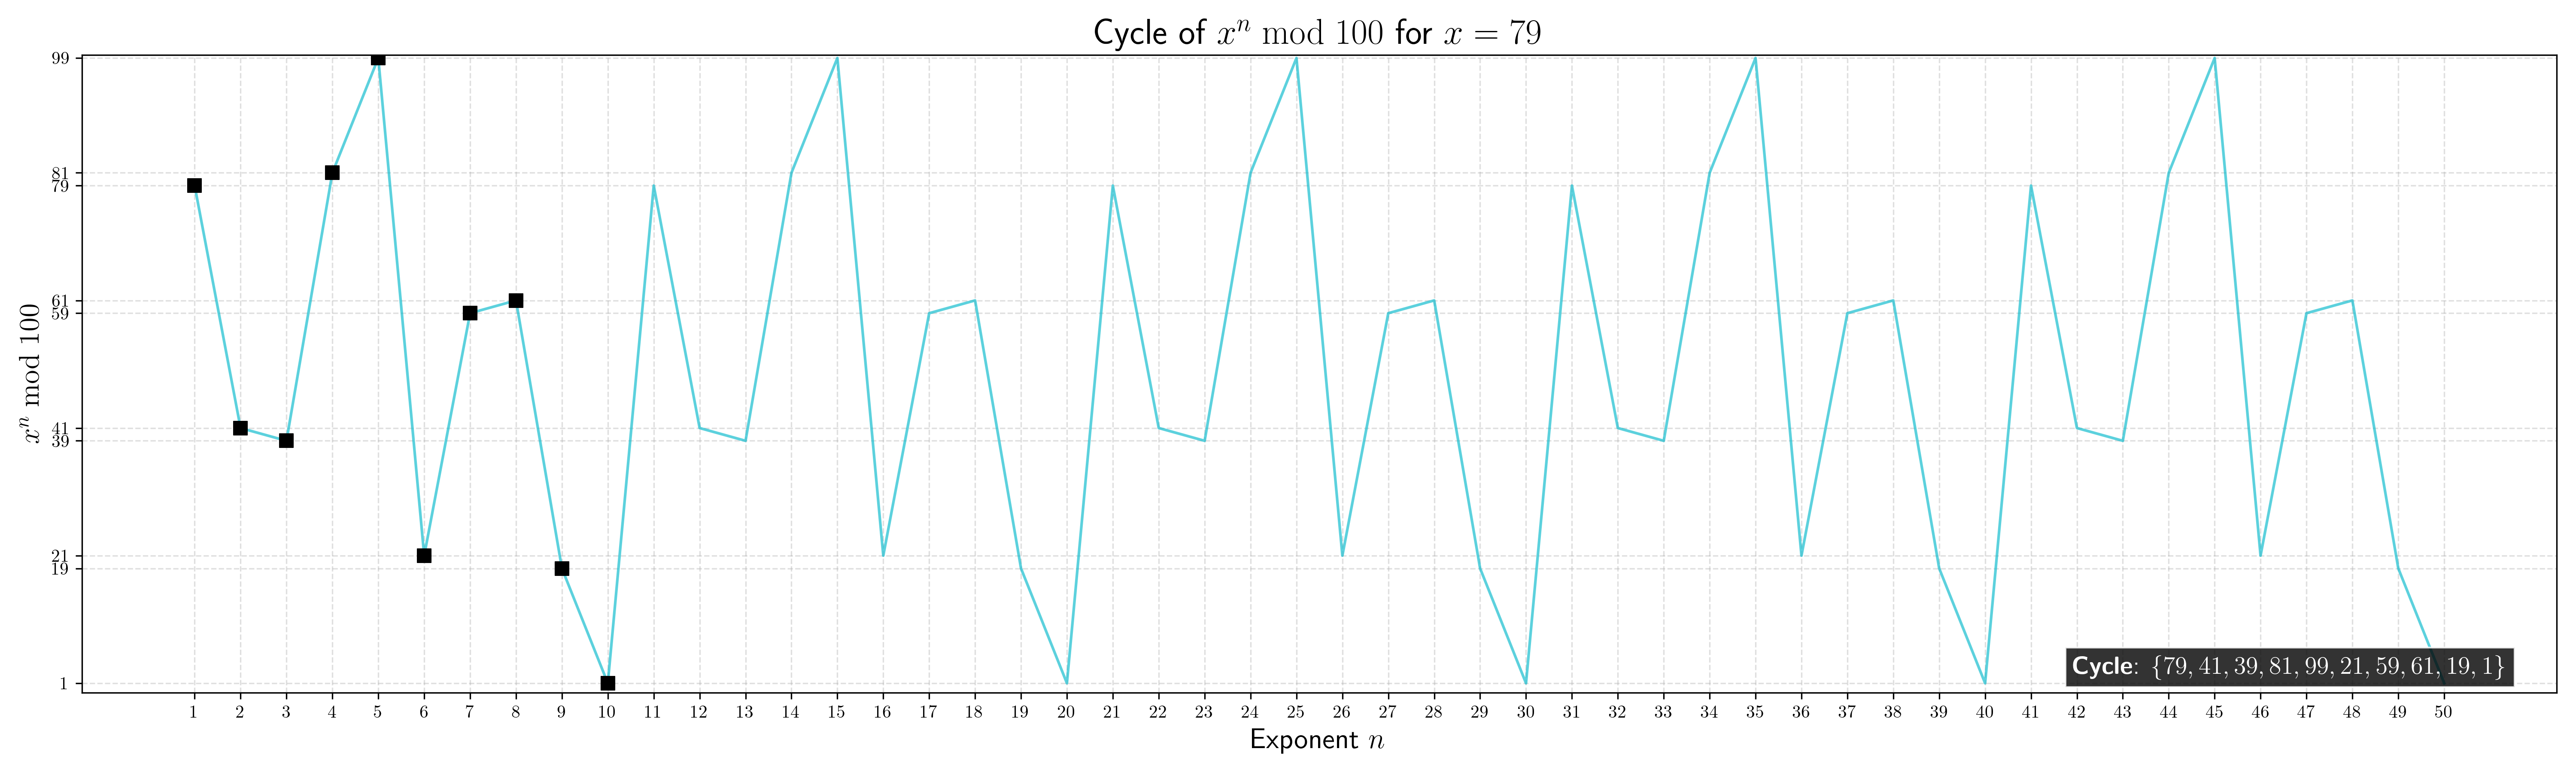 Cycle of $x^n$ mod 100 for $x = 79$
$x^n$ mod 100
99
81
79
61
59
41
39
21
19
1
Cycle: {79, 41, 39, 81, 99, 21, 59, 61, 19, 1}
1 2 3 4 5 6 7 8 9 10 11 12 13 14 15 16 17 18 19 20 21 22 23 24 25 26 27 28 29 30 31 32 33 34 35 36 37 38 39 40 41 42 43 44 45 46 47 48 49 50
Exponent $n$